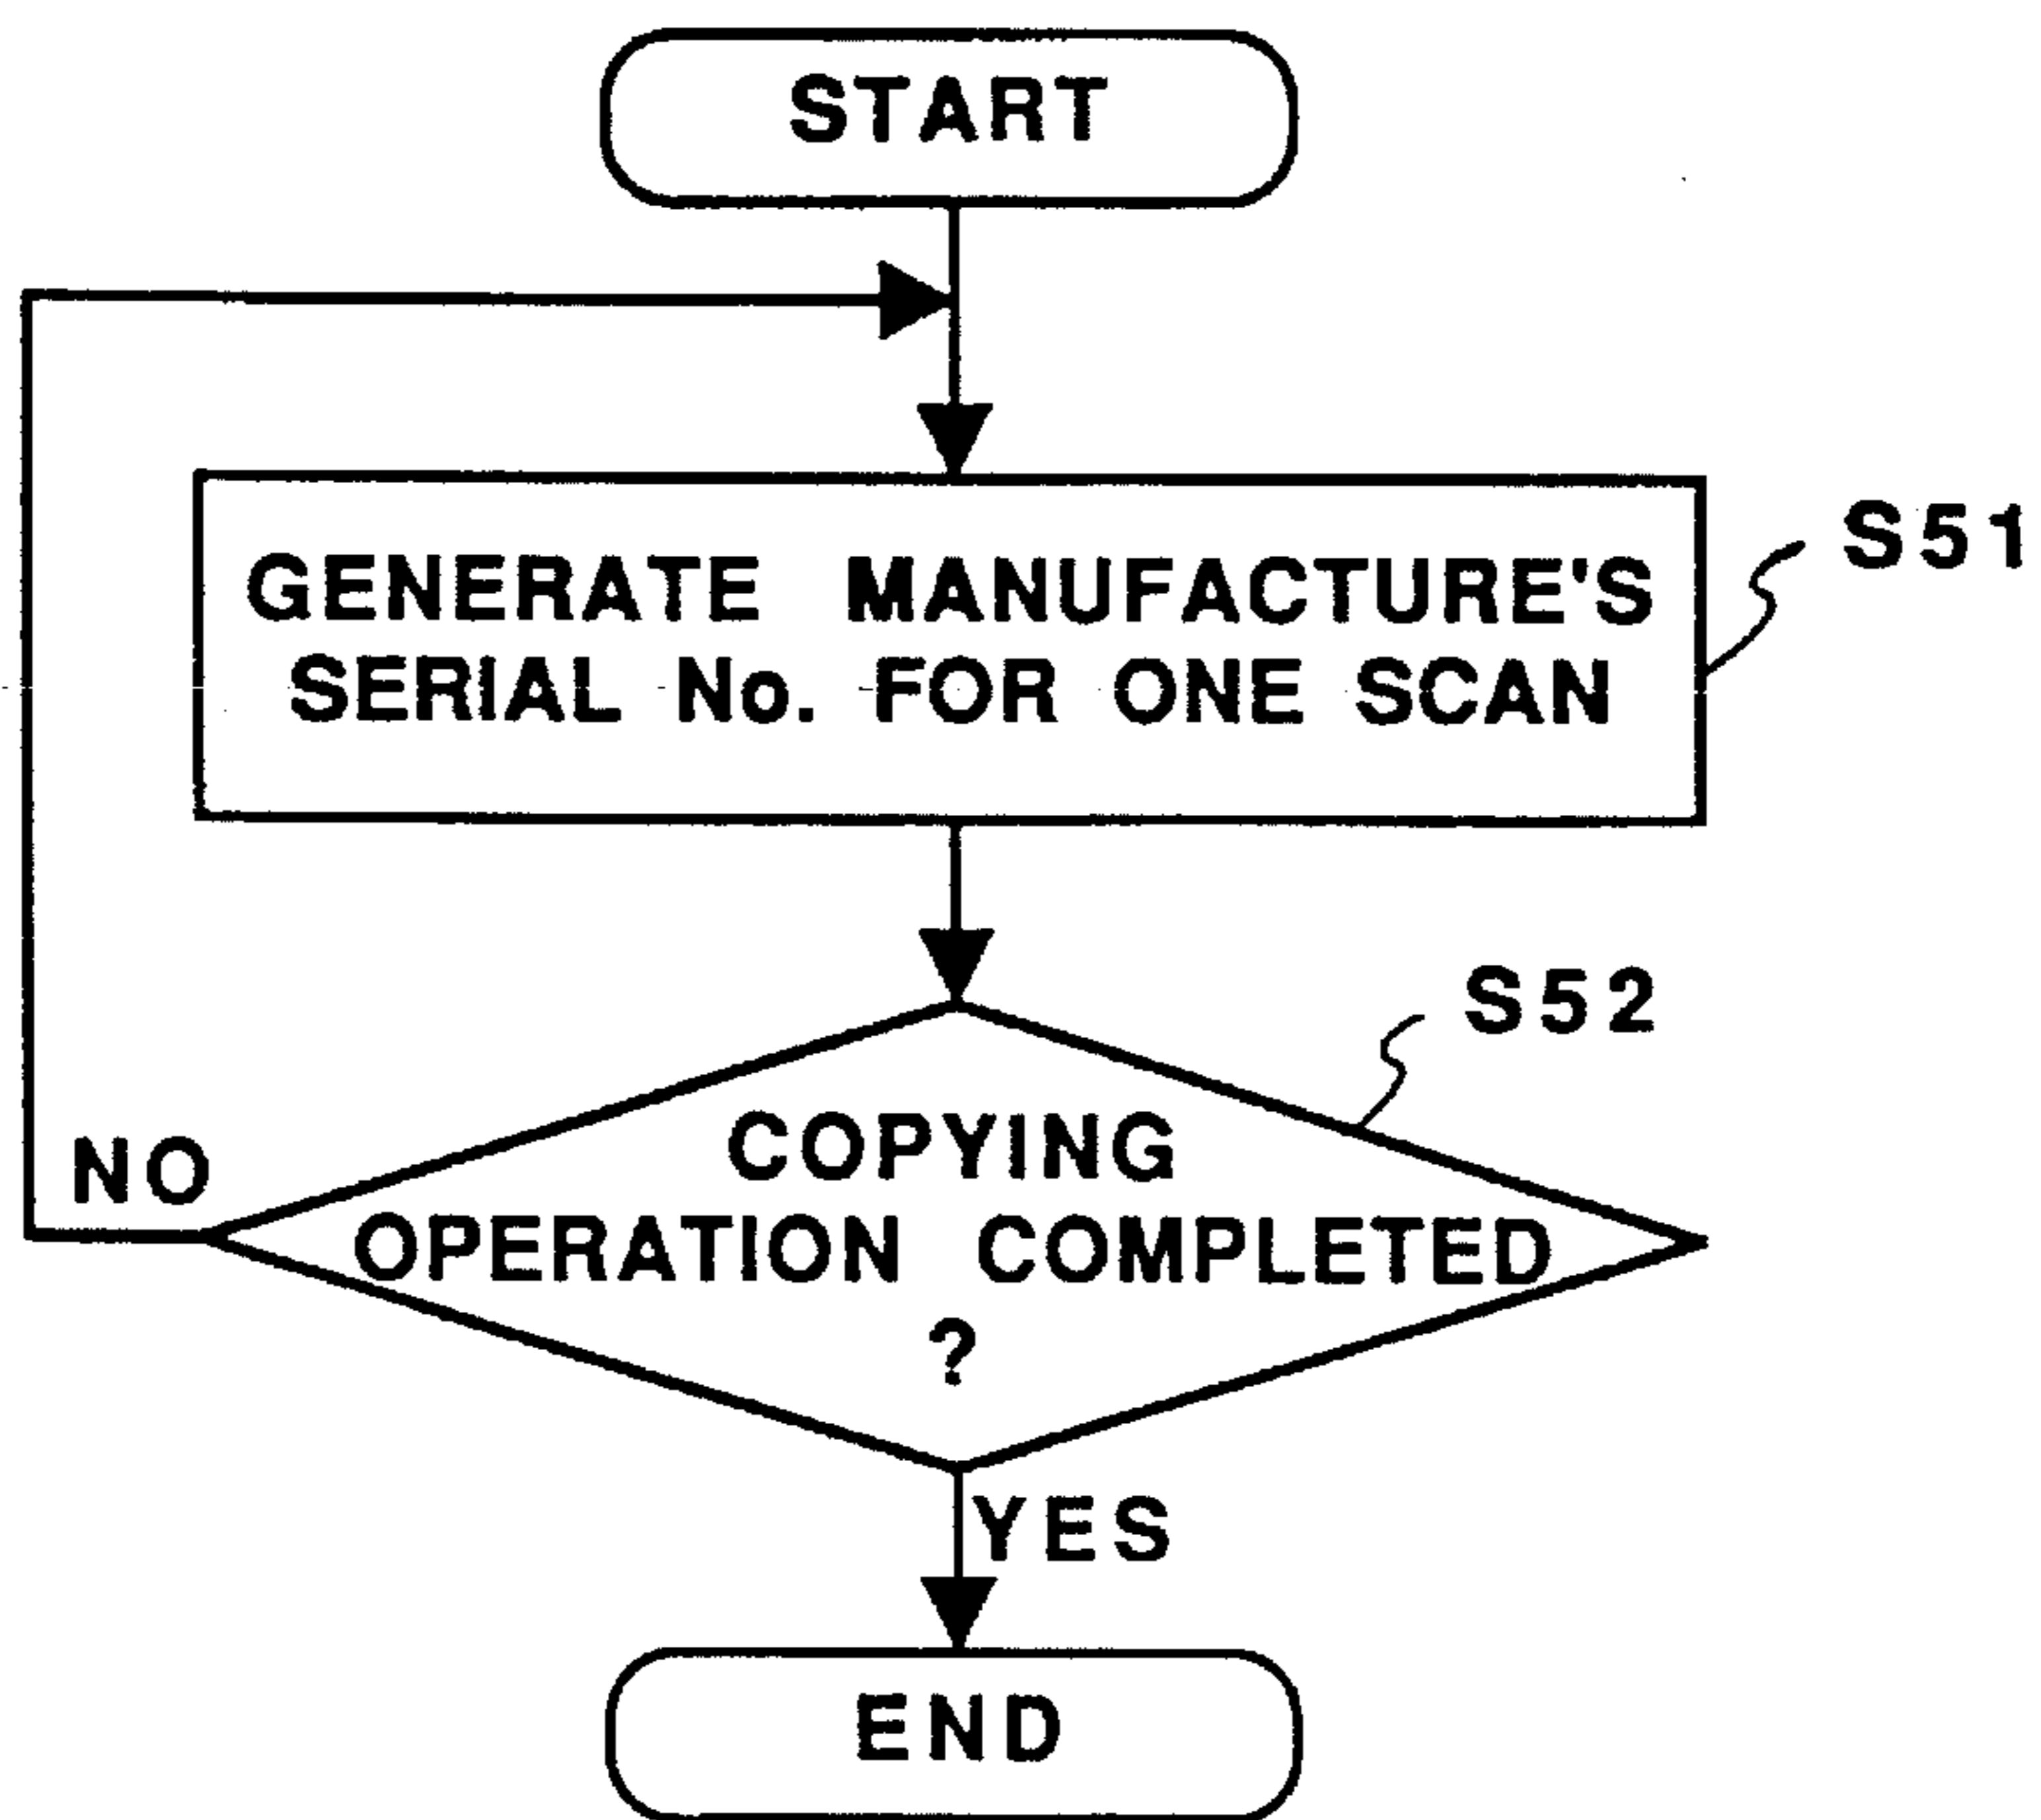 START
GENERATE MANUFACTURE'S
SERIAL No. FOR ONE SCAN
S51
S52
COPYING
OPERATION COMPLETED
?
NO
YES
END